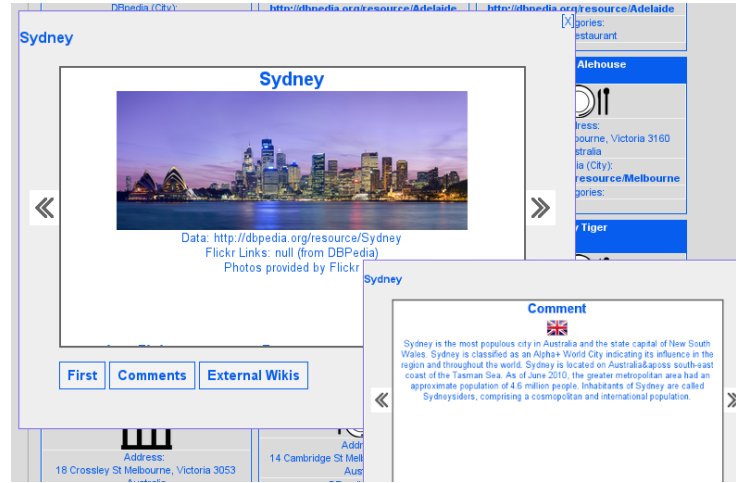 DBpedia (City):
http://dbpedia.org/resource/Adelaide
http://dbpedia.org/resource/Adelaide
[X]
gories:
estaurant
Sydney
Sydney
Data: http://dbpedia.org/resource/Sydney
Flickr Links: null (from DBPedia)
Photos provided by Flickr
First
Comments
External Wikis
Alehouse
ress:
bourne, Victoria 3160
stralia
ia (City):
resource/Melbourne
gories:
y Tiger
Sydney
Comment
Sydney is the most populous city in Australia and the state capital of New South
Wales. Sydney is classified as an Alpha+ World City indicating its influence in the
region and throughout the world. Sydney is located on Australia&aposs south-east
coast of the Tasman Sea. As of June 2010, the greater metropolitan area had an
approximate population of 4.6 million people. Inhabitants of Sydney are called
Sydneysiders, comprising a cosmopolitan and international population.
Address:
18 Crossley St Melbourne, Victoria 3053
Australia
Addr
14 Cambridge St Mel
Aus